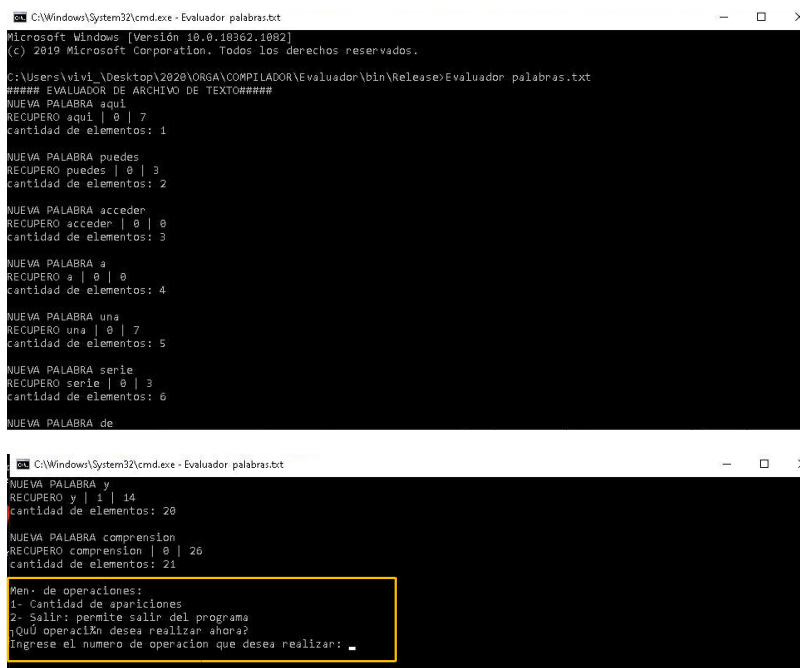 C:\Windows\System32\cmd.exe - Evaluador palabras.txt
Microsoft Windows [Versión 10.0.18362.1082]
(c) 2019 Microsoft Corporation. Todos los derechos reservados.
C:\Users\vivi_\Desktop\2020\ORGA\COMPILADOR\Evaluador\bin\Release>Evaluador palabras.txt
##### EVALUADOR DE ARCHIVO DE TEXTO#####
NUEVA PALABRA aqui
RECUPERO aqui | 0 | 7
cantidad de elementos: 1
NUEVA PALABRA puedes
RECUPERO puedes | 0 | 3
cantidad de elementos: 2
NUEVA PALABRA acceder
RECUPERO acceder | 0 | 0
cantidad de elementos: 3
NUEVA PALABRA a
RECUPERO a | 0 | 0
cantidad de elementos: 4
NUEVA PALABRA una
RECUPERO una | 0 | 7
cantidad de elementos: 5
NUEVA PALABRA serie
RECUPERO serie | 0 | 3
cantidad de elementos: 6
NUEVA PALABRA de
C:\Windows\System32\cmd.exe - Evaluador palabras.txt
NUEVA PALABRA y
RECUPERO y | 1 | 14
cantidad de elementos: 20
NUEVA PALABRA comprension
RECUPERO comprension | 0 | 26
cantidad de elementos: 21
Men· de operaciones:
1- Cantidad de apariciones
2- Salir: permite salir del programa
┐QuÚ operaci¾n desea realizar ahora?
Ingrese el numero de operacion que desea realizar: